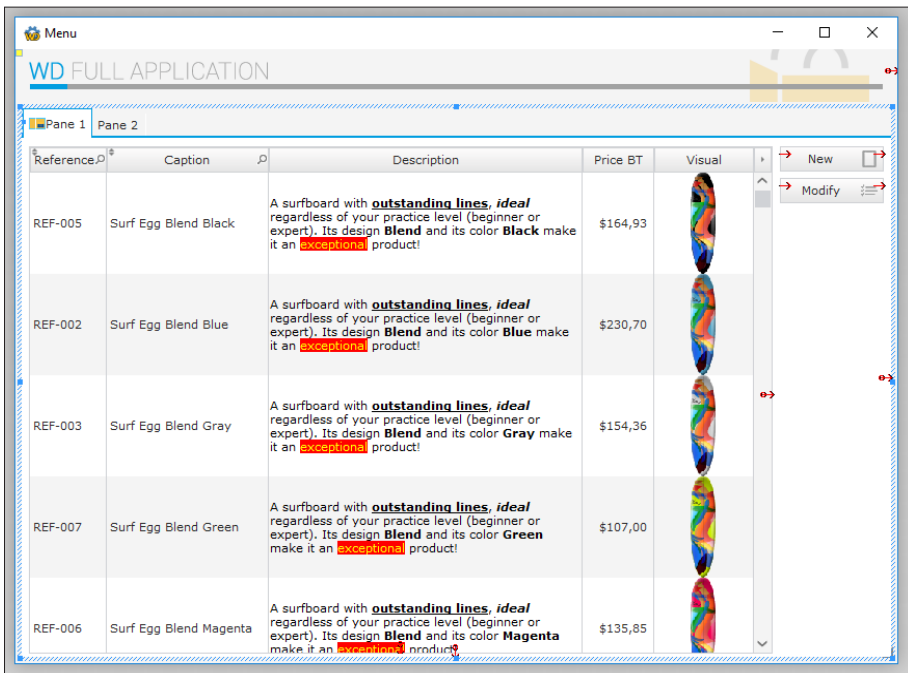 Menu
WD FULL APPLICATION
Pane 1 Pane 2
Reference Caption Description Price BT Visual
New
Modify
REF-005 Surf Egg Blend Black
A surfboard with outstanding lines, ideal
regardless of your practice level (beginner or
expert). Its design Blend and its color Black make
it an exceptional product!
$164,93
REF-002 Surf Egg Blend Blue
A surfboard with outstanding lines, ideal
regardless of your practice level (beginner or
expert). Its design Blend and its color Blue make
it an exceptional product!
$230,70
REF-003 Surf Egg Blend Gray
A surfboard with outstanding lines, ideal
regardless of your practice level (beginner or
expert). Its design Blend and its color Gray make
it an exceptional product!
$154,36
REF-007 Surf Egg Blend Green
A surfboard with outstanding lines, ideal
regardless of your practice level (beginner or
expert). Its design Blend and its color Green
make it an exceptional product!
$107,00
REF-006 Surf Egg Blend Magenta
A surfboard with outstanding lines, ideal
regardless of your practice level (beginner or
expert). Its design Blend and its color Magenta
make it an exceptional product!
$135,85